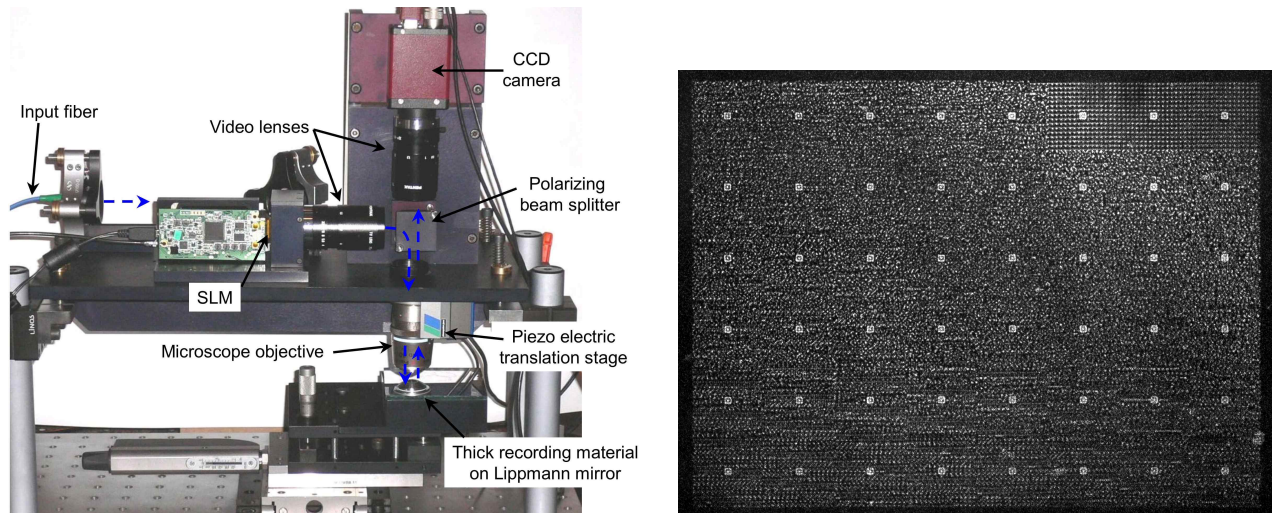 CCD
camera
Input fiber
Video lenses
Polarizing
beam splitter
SLM
Microscope objective
Piezo electric
translation stage
Thick recording material
on Lippmann mirror
LINOS